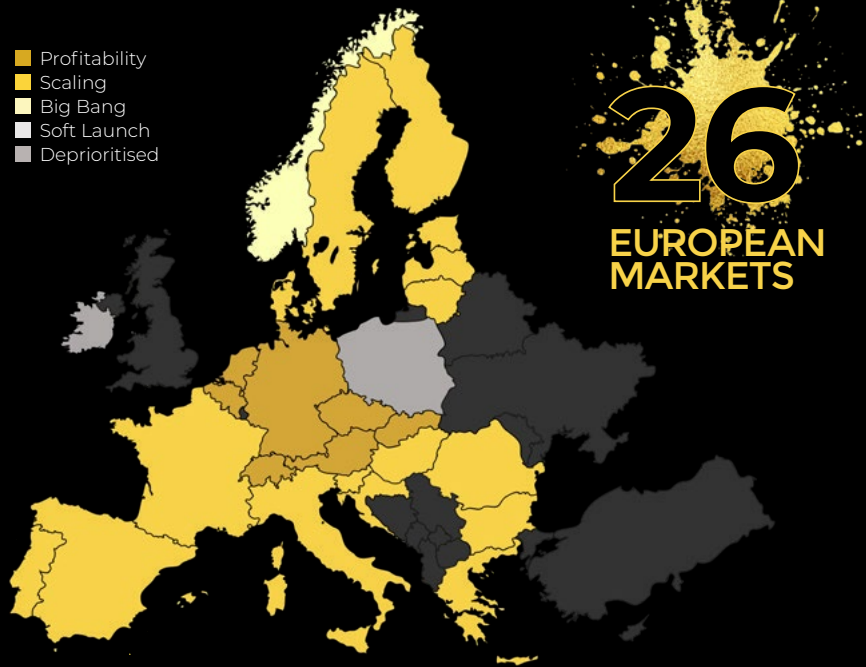 Profitability
Scaling
Big Bang
Soft Launch
Deprioritised
26
EUROPEAN
MARKETS